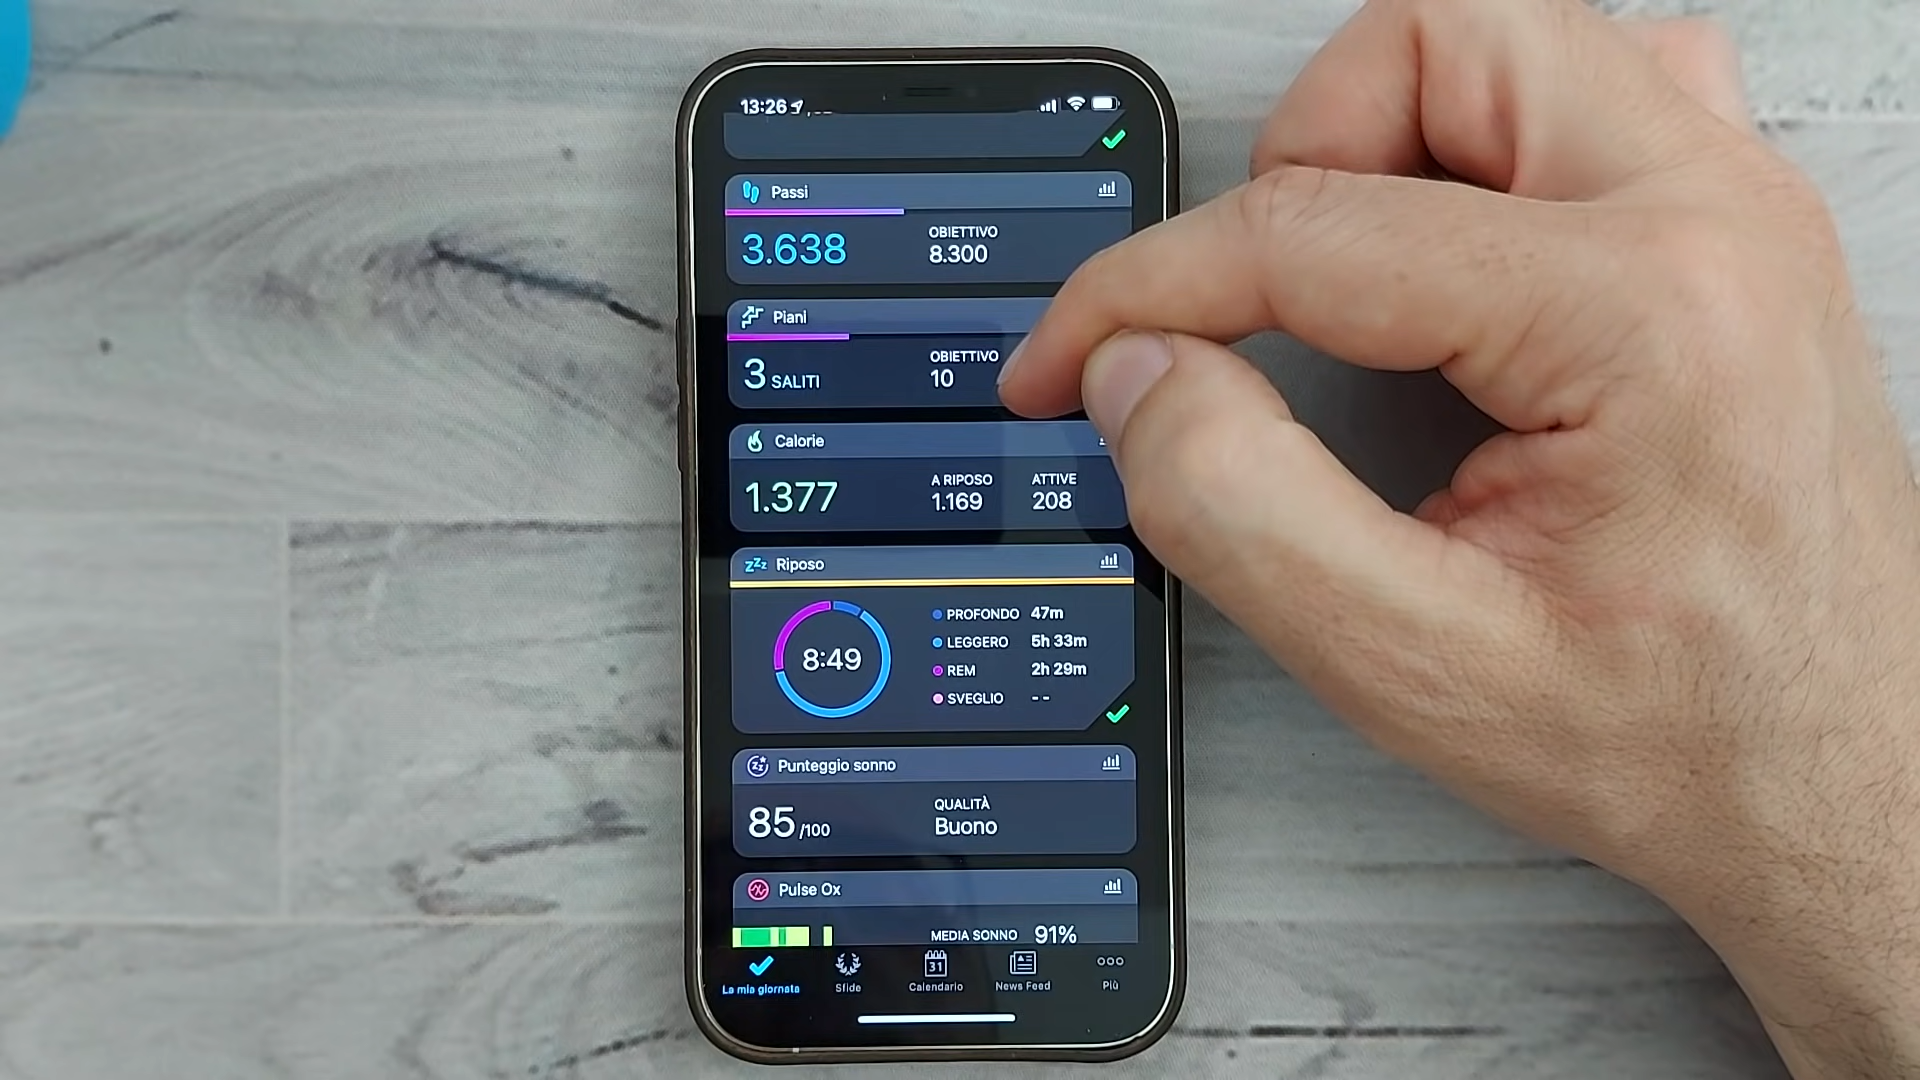 13:26
Passi
3.638
OBIETTIVO
8.300
Piani
3 SALITI
OBIETTIVO
10
Calorie
1.377
A RIPOSO
1.169
ATTIVE
208
zZz Riposo
8:49
PROFONDO 47m
LEGGERO 5h 33m
REM 2h 29m
SVEGLIO --
Punteggio sonno
85/100
QUALITÀ
Buono
Pulse Ox
MEDIA SONNO 91%
31
La mia giornata
Sfide
Calendario
News Feed
Più